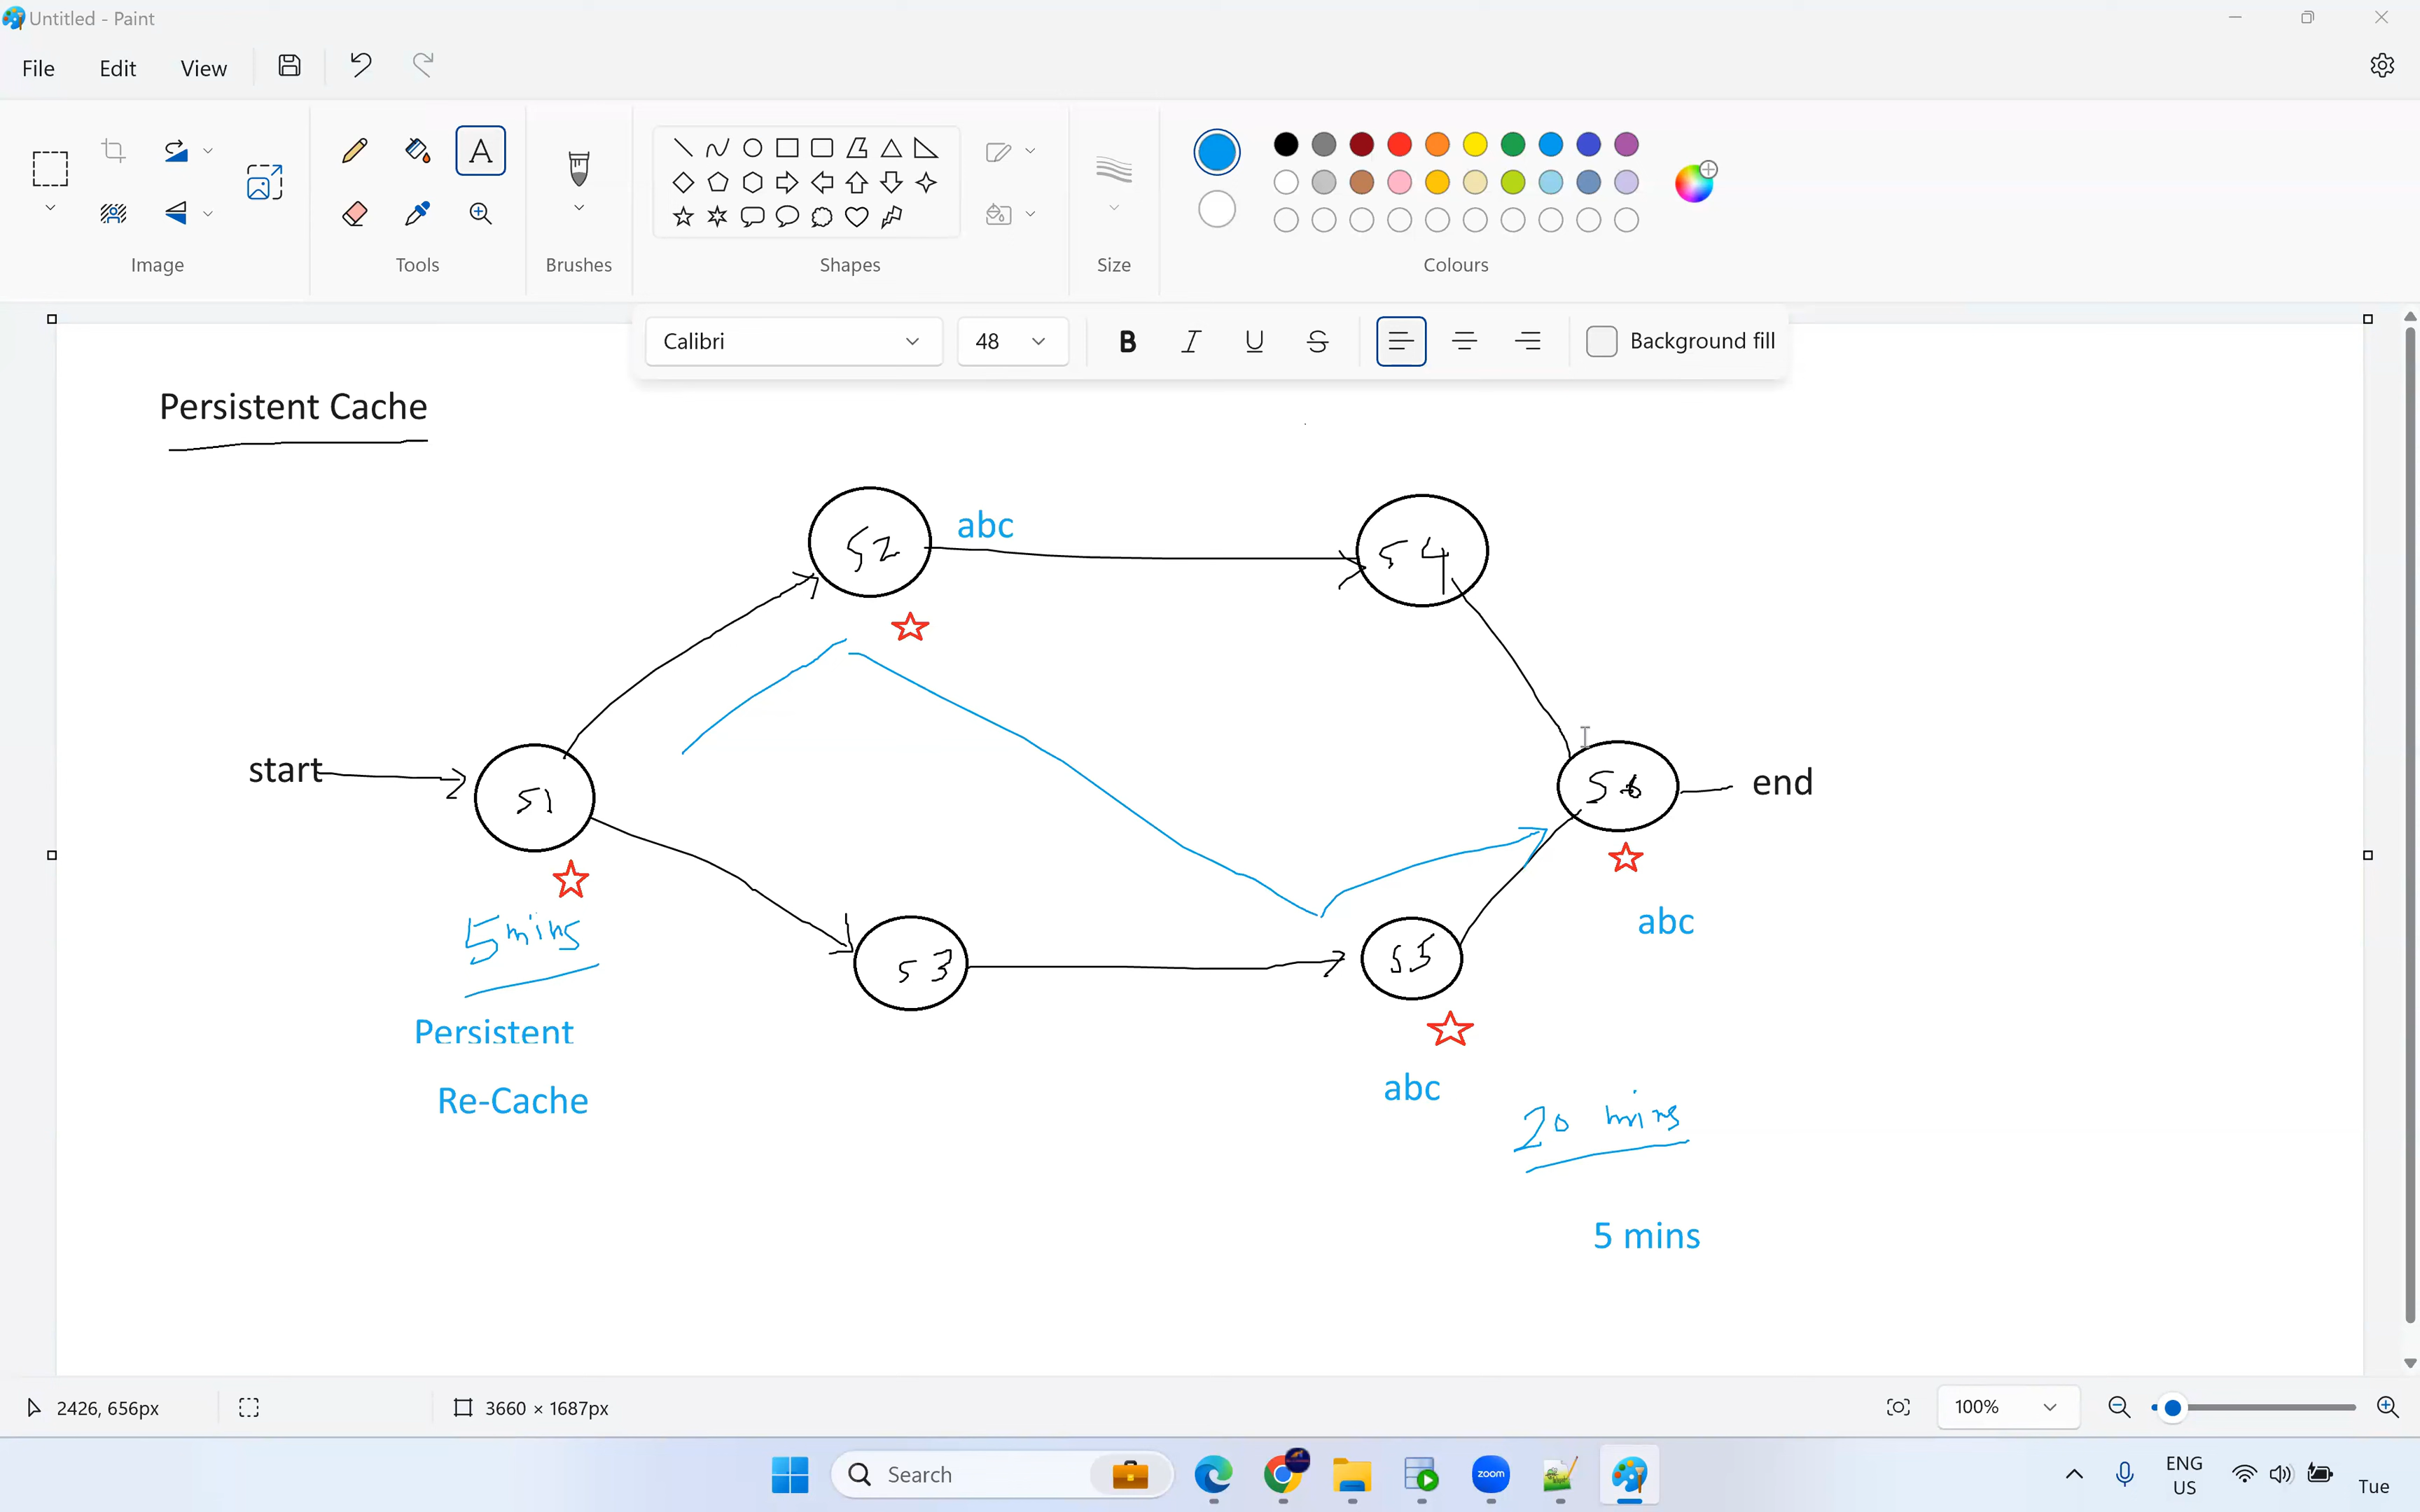 Untitled - Paint
File Edit View
Image Tools Brushes Shapes Size Colours
Calibri 48 B I U S Background fill
Persistent Cache
S2 abc S4
start S1 S6 end
abc
5 mins S3 S5
Persistent
Re-Cache
abc
20 mins
5 mins
2426, 656px 3660 × 1687px 100%
Search zoom ENG
US
Tue